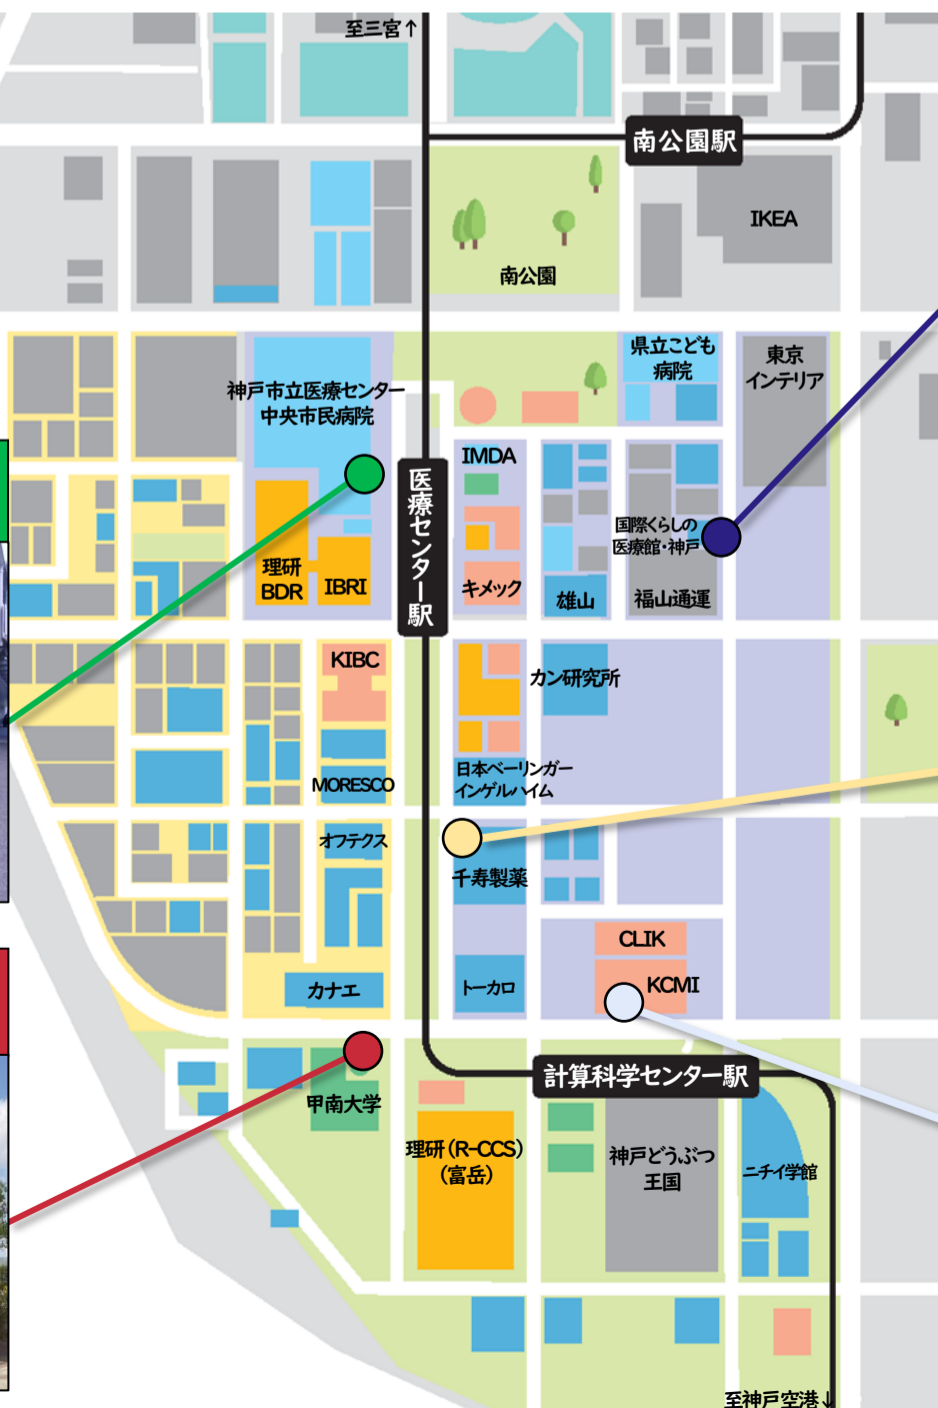 至三宮↑
南公園駅
IKEA
南公園
県立こども
病院
東京
インテリア
神戸市立医療センター
中央市民病院
IMDA
医療センター駅
国際くらしの
医療館・神戸
理研
BDR
IBRI
キメック
雄山
福山通運
KIBC
カン研究所
MORESCO
日本ベーリンガー
インゲルハイム
オフテクス
千寿製薬
CLIK
カナエ
トーカロ
KCMI
計算科学センター駅
甲南大学
理研(R-CCS)
(富岳)
神戸どうぶつ
王国
ニチイ学館
至神戸空港↓